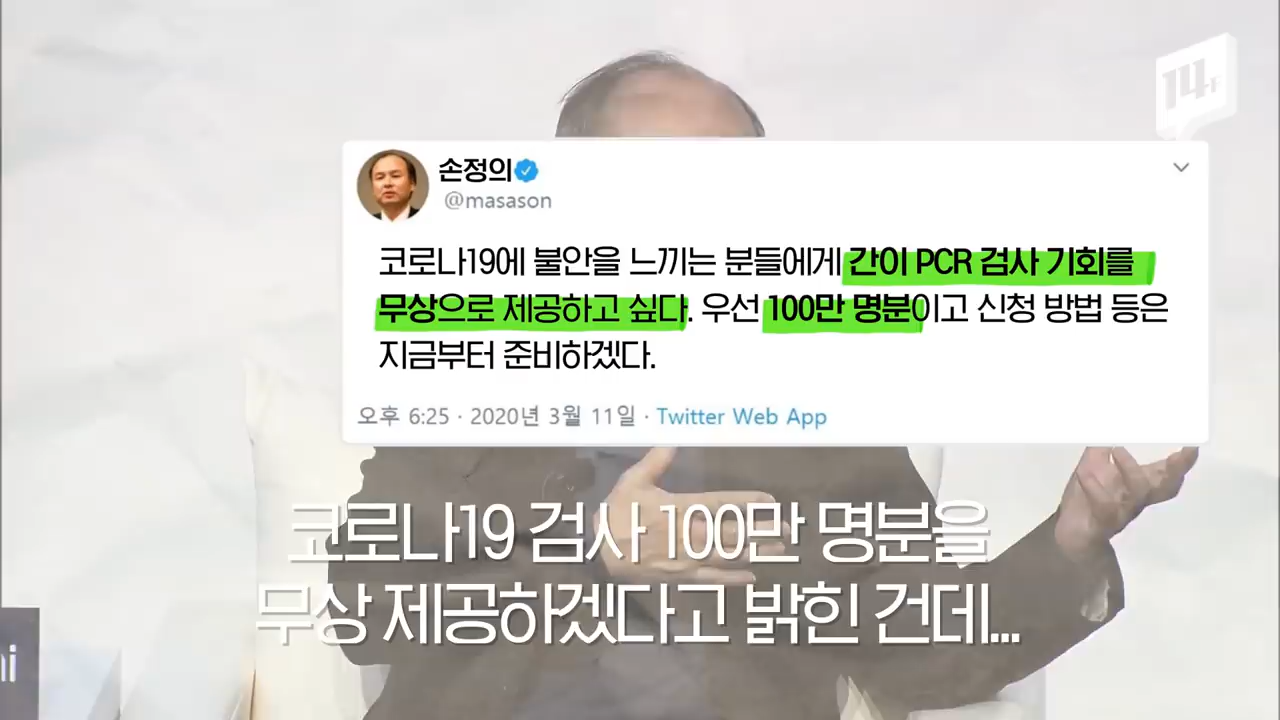 14F
손정의
@masason
코로나19에 불안을 느끼는 분들에게 간이 PCR 검사 기회를
무상으로 제공하고 싶다. 우선 100만 명분이고 신청 방법 등은
지금부터 준비하겠다.
오후 6:25 · 2020년 3월 11일 · Twitter Web App
코로나19 검사 100만 명분을
무상 제공하겠다고 밝힌 건데...